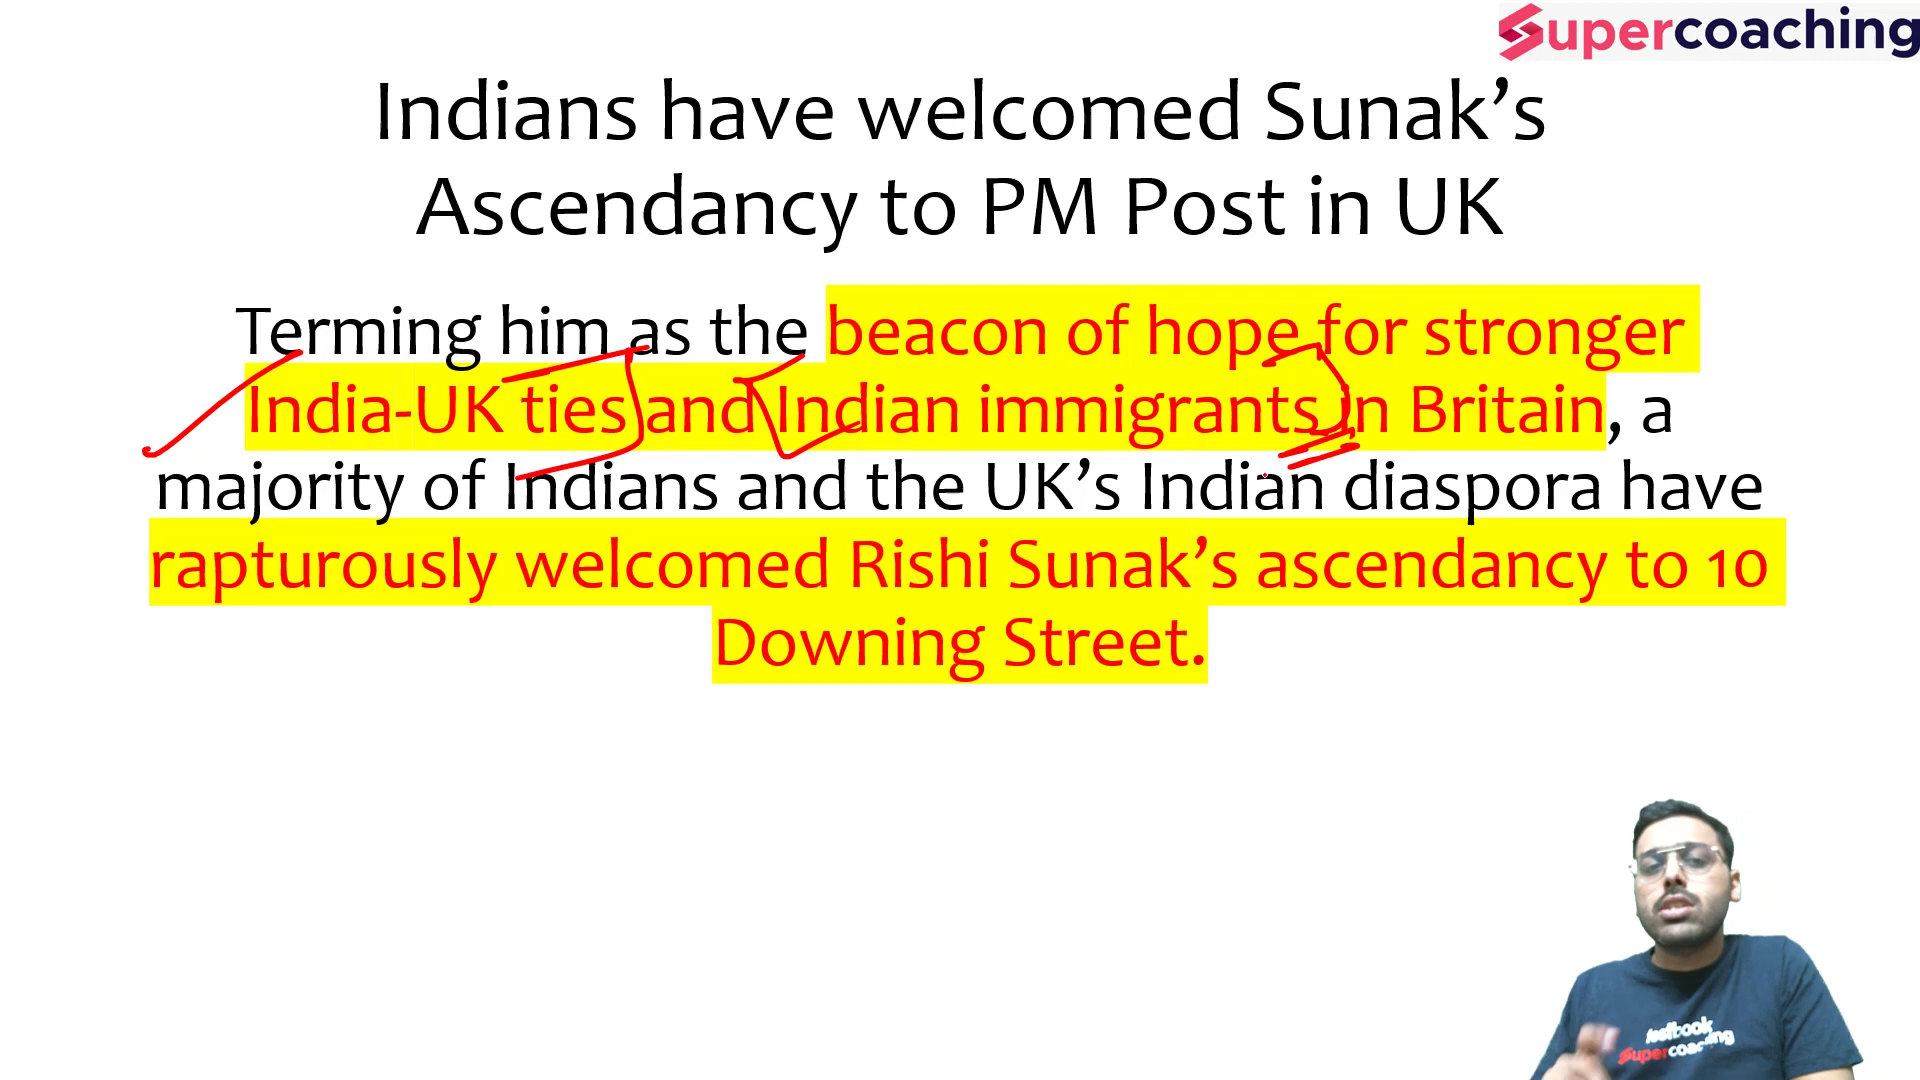 Supercoaching
Indians have welcomed Sunak’s
Ascendancy to PM Post in UK
Terming him as the beacon of hope for stronger
India-UK ties and Indian immigrants in Britain, a
majority of Indians and the UK’s Indian diaspora have
rapturously welcomed Rishi Sunak’s ascendancy to 10
Downing Street.
testbook
Supercoaching